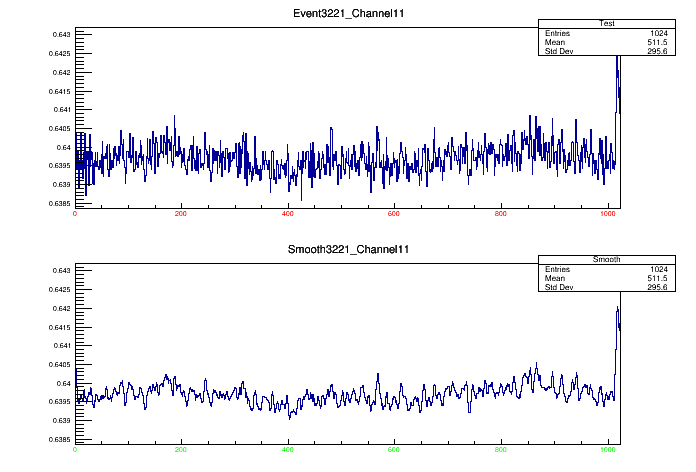 Event3221_Channel11
Test
Entries 1024
Mean 511.5
Std Dev 295.6
0.643
0.6425
0.642
0.6415
0.641
0.6405
0.64
0.6395
0.639
0.6385
0 200 400 600 800 1000
Smooth3221_Channel11
Smooth
Entries 1024
Mean 511.5
Std Dev 295.6
0.643
0.6425
0.642
0.6415
0.641
0.6405
0.64
0.6395
0.639
0.6385
0 200 400 600 800 1000